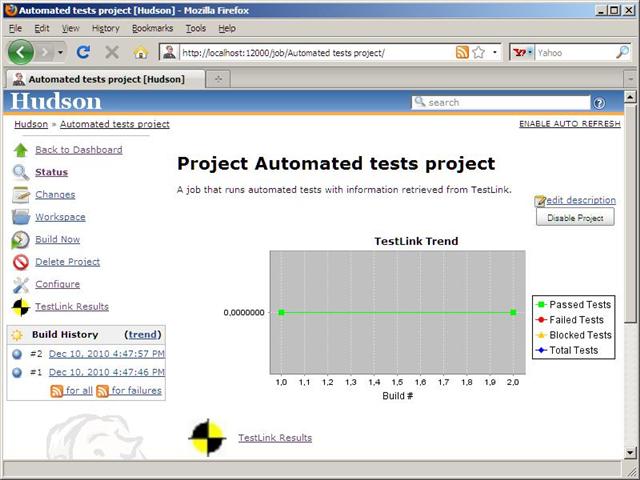 Automated tests project [Hudson] - Mozilla Firefox
File Edit View History Bookmarks Tools Help
http://localhost:12000/job/Automated tests project/
Yahoo
Automated tests project [Hudson]
Hudson
search
Hudson » Automated tests project
ENABLE AUTO REFRESH
Back to Dashboard
Status
Changes
Workspace
Build Now
Delete Project
Configure
TestLink Results
Build History (trend)
#2 Dec 10, 2010 4:47:57 PM
#1 Dec 10, 2010 4:47:46 PM
for all for failures
Project Automated tests project
A job that runs automated tests with information retrieved from TestLink.
edit description
Disable Project
TestLink Trend
0,0000000
1,0 1,1 1,2 1,3 1,4 1,5 1,6 1,7 1,8 1,9 2,0
Build #
Passed Tests
Failed Tests
Blocked Tests
Total Tests
TestLink Results